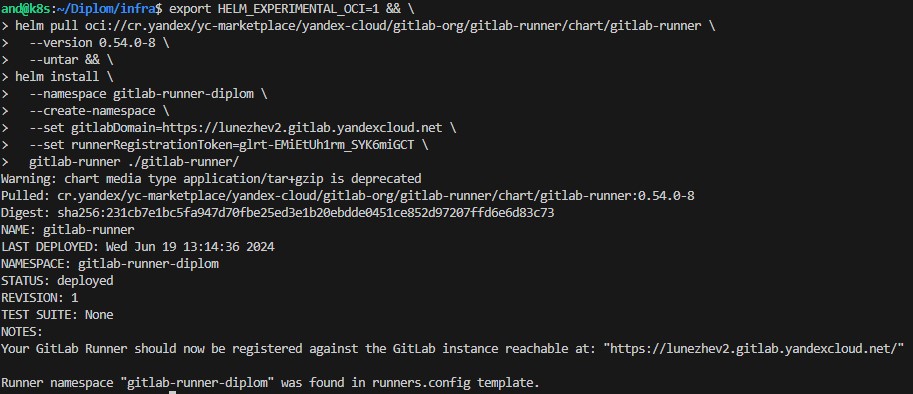 and@k8s:~/Diplom/infra$ export HELM_EXPERIMENTAL_OCI=1 && \
> helm pull oci://cr.yandex/yc-marketplace/yandex-cloud/gitlab-org/gitlab-runner/chart/gitlab-runner \
>   --version 0.54.0-8 \
>   --untar && \
> helm install \
>   --namespace gitlab-runner-diplom \
>   --create-namespace \
>   --set gitlabDomain=https://lunezhev2.gitlab.yandexcloud.net \
>   --set runnerRegistrationToken=glrt-EMiEtUh1rm_SYK6miGCT \
>   gitlab-runner ./gitlab-runner/
Warning: chart media type application/tar+gzip is deprecated
Pulled: cr.yandex/yc-marketplace/yandex-cloud/gitlab-org/gitlab-runner/chart/gitlab-runner:0.54.0-8
Digest: sha256:231cb7e1bc5fa947d70fbe25ed3e1b20ebdde0451ce852d97207ffd6e6d83c73
NAME: gitlab-runner
LAST DEPLOYED: Wed Jun 19 13:14:36 2024
NAMESPACE: gitlab-runner-diplom
STATUS: deployed
REVISION: 1
TEST SUITE: None
NOTES:
Your GitLab Runner should now be registered against the GitLab instance reachable at: "https://lunezhev2.gitlab.yandexcloud.net/"
Runner namespace "gitlab-runner-diplom" was found in runners.config template.